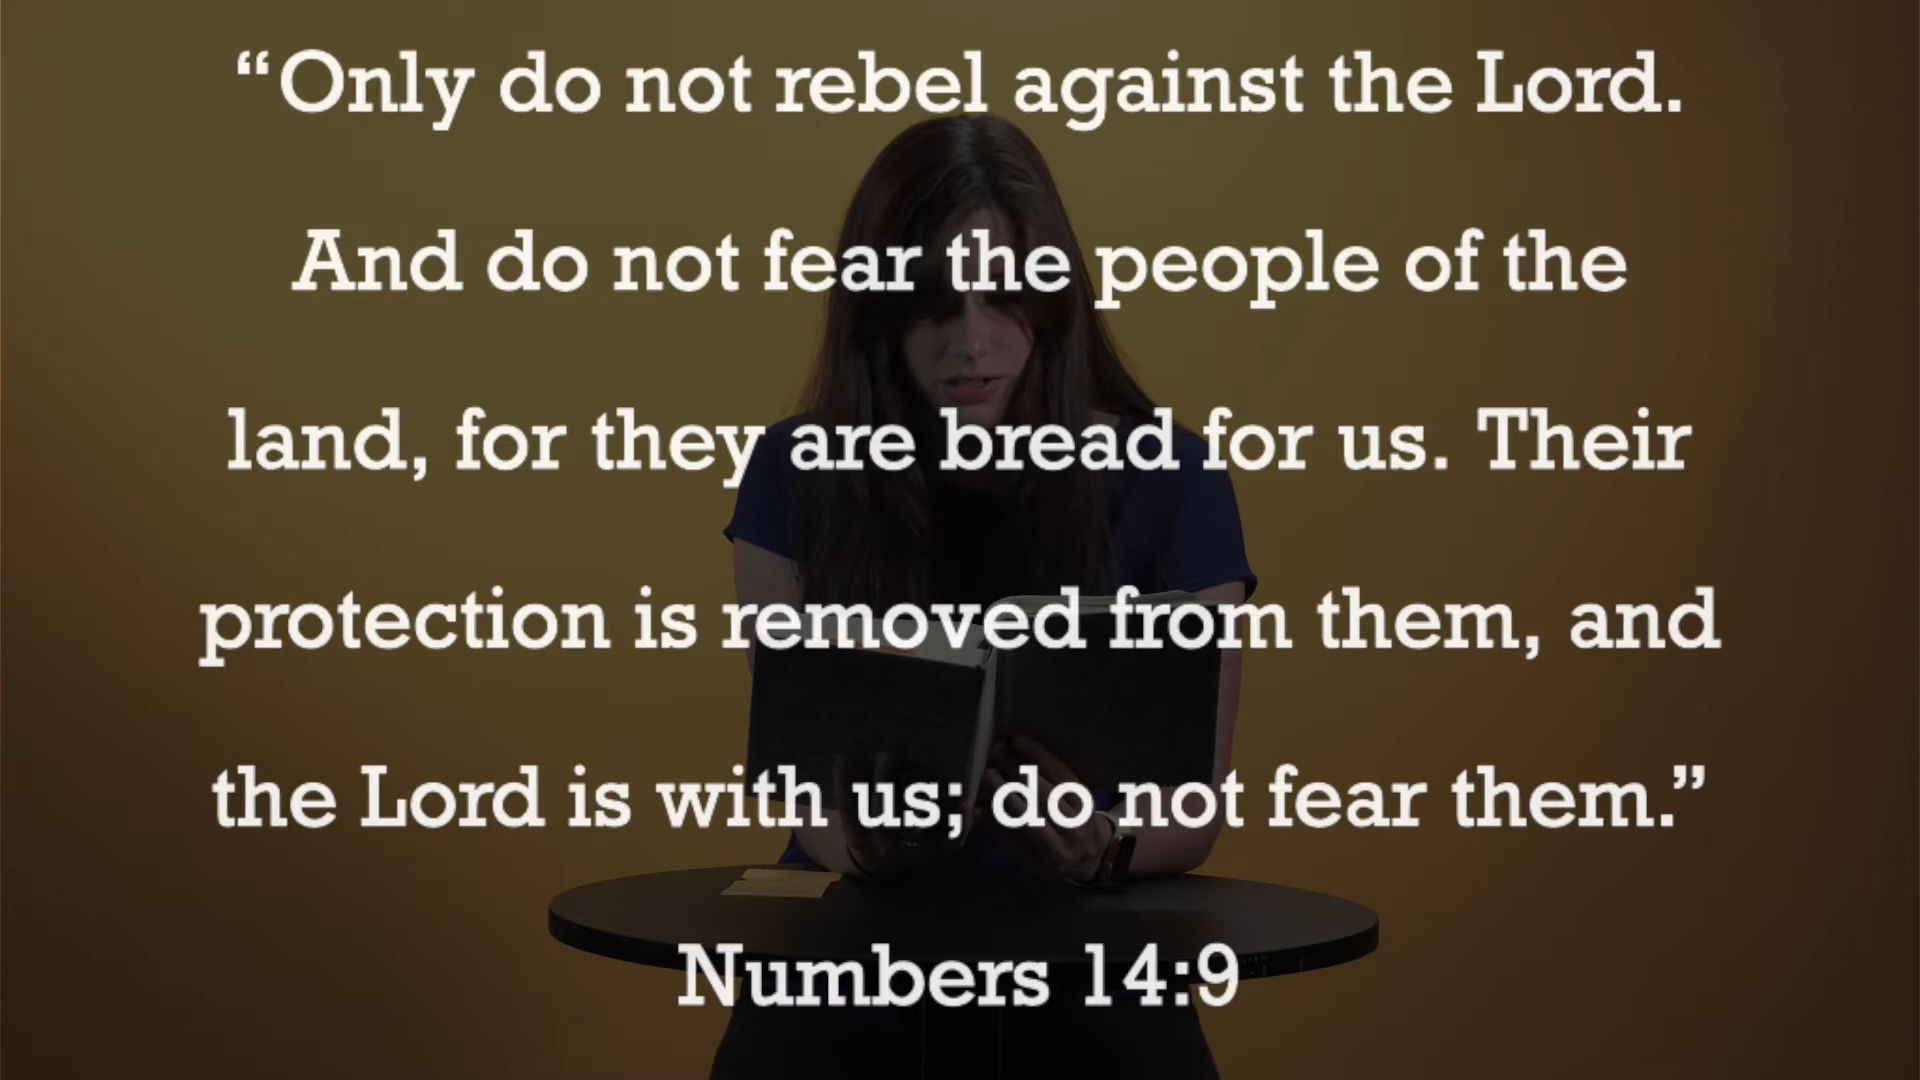 “Only do not rebel against the Lord.
And do not fear the people of the
land, for they are bread for us. Their
protection is removed from them, and
the Lord is with us; do not fear them.”
Numbers 14:9